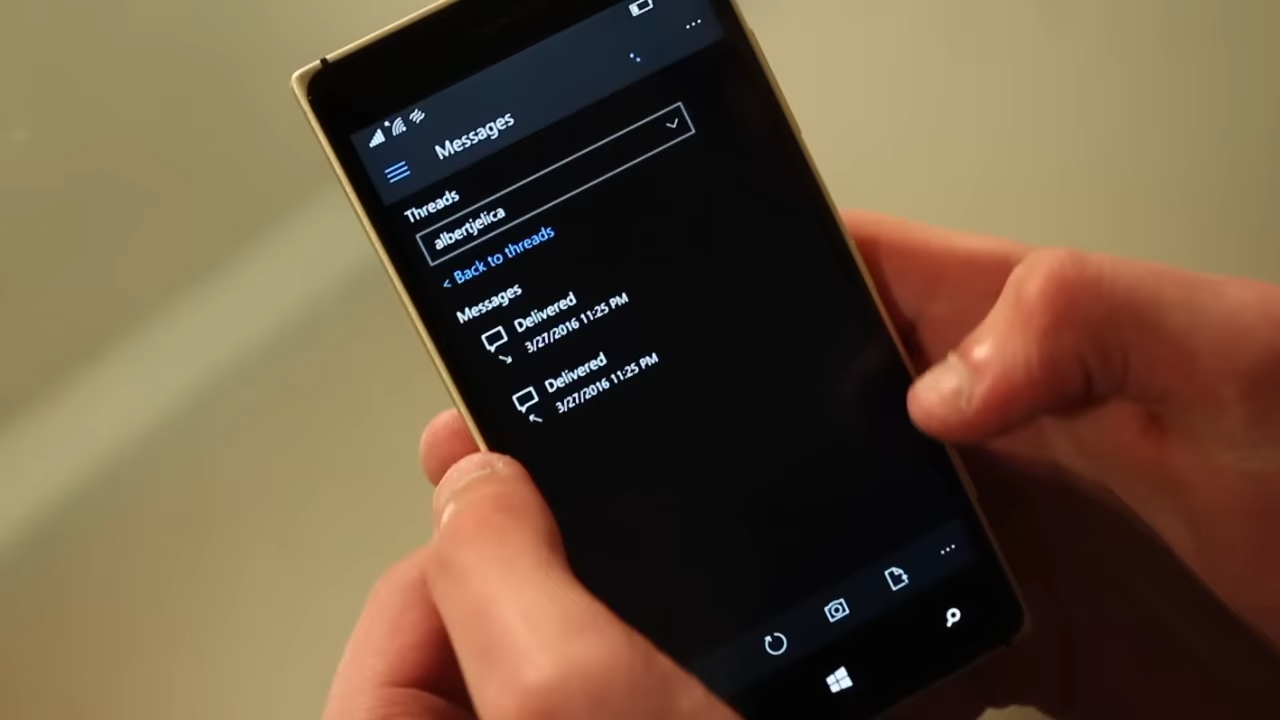 Messages
Threads
albertjelica
< Back to threads
Messages
Delivered
3/27/2016 11:25 PM
Delivered
3/27/2016 11:25 PM